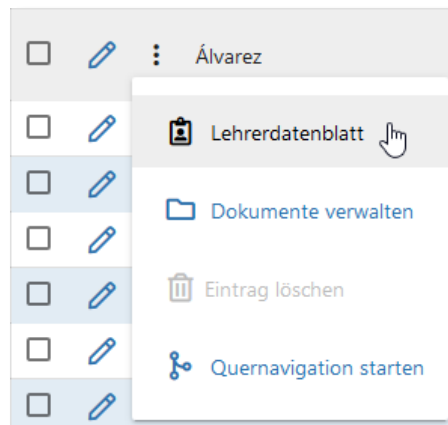 Álvarez
Lehrerdatenblatt
Dokumente verwalten
Eintrag löschen
Quernavigation starten